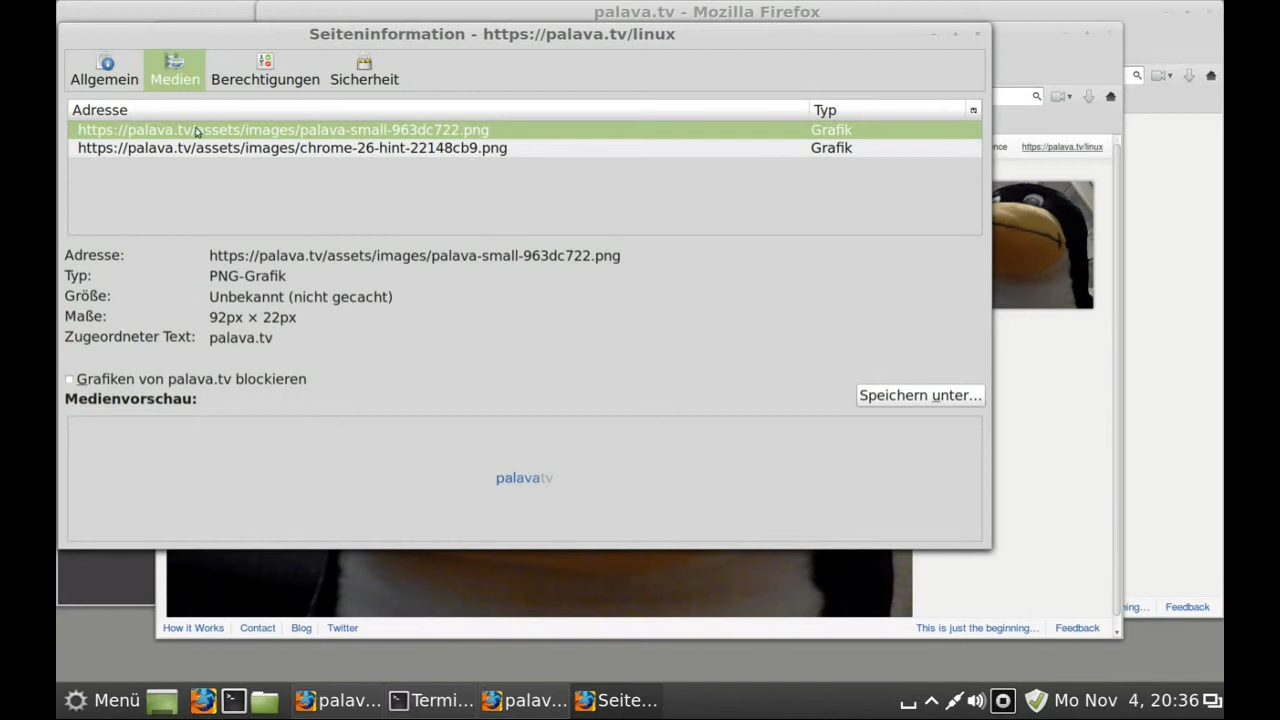 palava.tv - Mozilla Firefox
Seiteninformation - https://palava.tv/linux
Allgemein Medien Berechtigungen Sicherheit
Adresse Typ
https://palava.tv/assets/images/palava-small-963dc722.png Grafik
https://palava.tv/assets/images/chrome-26-hint-22148cb9.png Grafik
nce https://palava.tv/linux
Adresse: https://palava.tv/assets/images/palava-small-963dc722.png
Typ: PNG-Grafik
Größe: Unbekannt (nicht gecacht)
Maße: 92px × 22px
Zugeordneter Text: palava.tv
Grafiken von palava.tv blockieren
Medienvorschau: Speichern unter...
palavatv
ning... Feedback
How it Works Contact Blog Twitter This is just the beginning... Feedback
Menü palav... Termi... palav... Seite... Mo Nov 4, 20:36